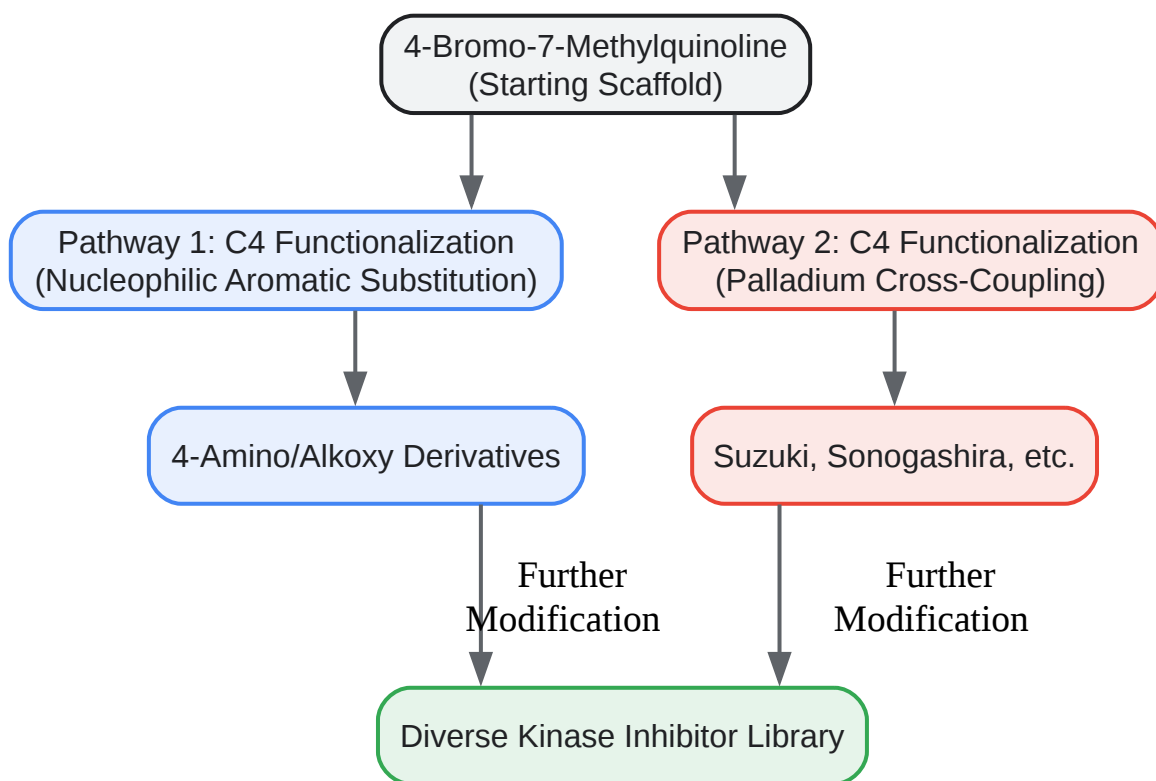 4-Bromo-7-Methylquinoline
(Starting Scaffold)
Pathway 1: C4 Functionalization
(Nucleophilic Aromatic Substitution)
Pathway 2: C4 Functionalization
(Palladium Cross-Coupling)
4-Amino/Alkoxy Derivatives
Suzuki, Sonogashira, etc.
Further
Modification
Further
Modification
Diverse Kinase Inhibitor Library